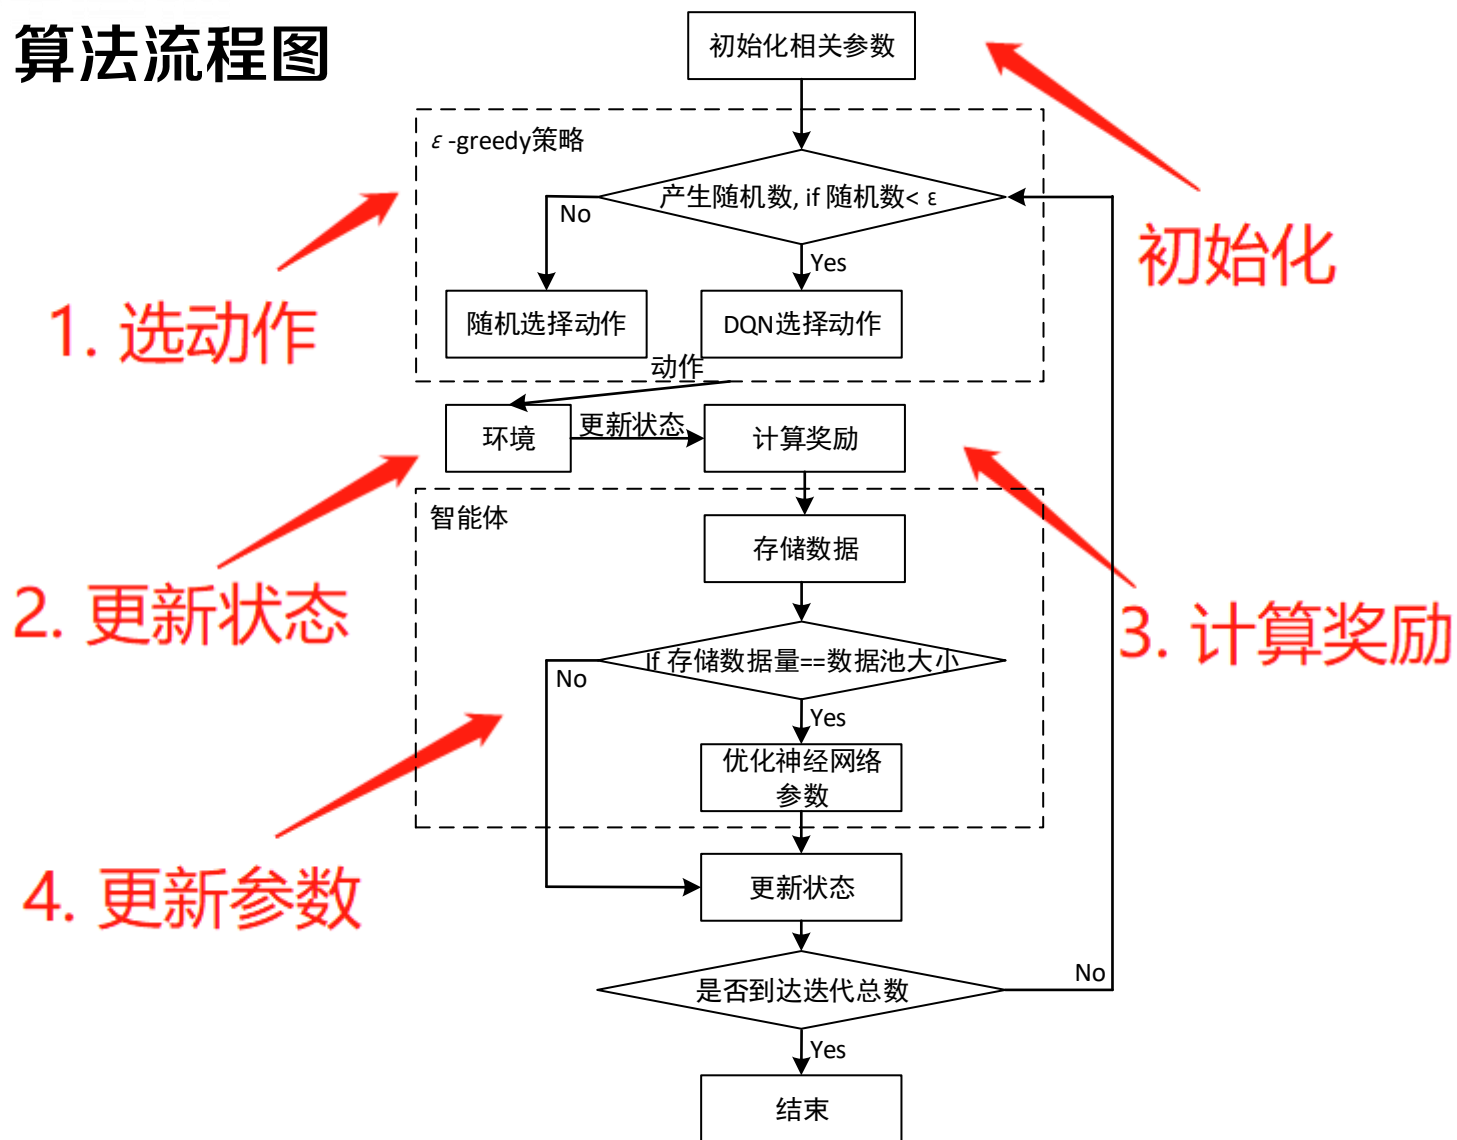 算法流程图
初始化相关参数
ε-greedy策略
产生随机数, if 随机数< ε
No
Yes
初始化
1. 选动作
随机选择动作
DQN选择动作
动作
环境
更新状态
计算奖励
智能体
存储数据
2. 更新状态
3. 计算奖励
If 存储数据量==数据池大小
No
Yes
优化神经网络
参数
4. 更新参数
更新状态
是否到达迭代总数
No
Yes
结束